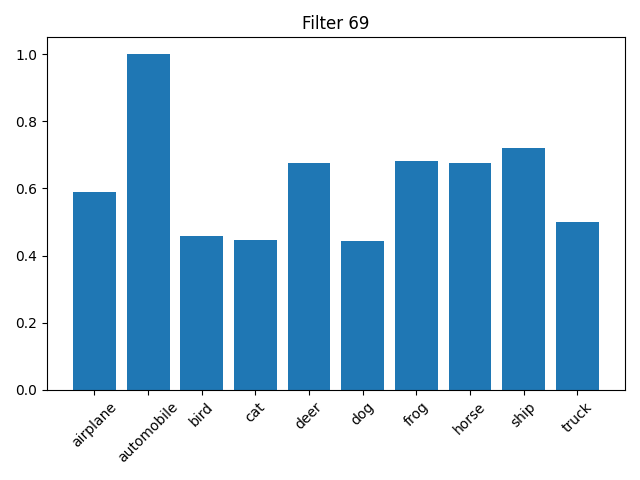 Filter 69
1.0
0.8
0.6
0.4
0.2
0.0
airplane
automobile
bird
cat
deer
dog
frog
horse
ship
truck